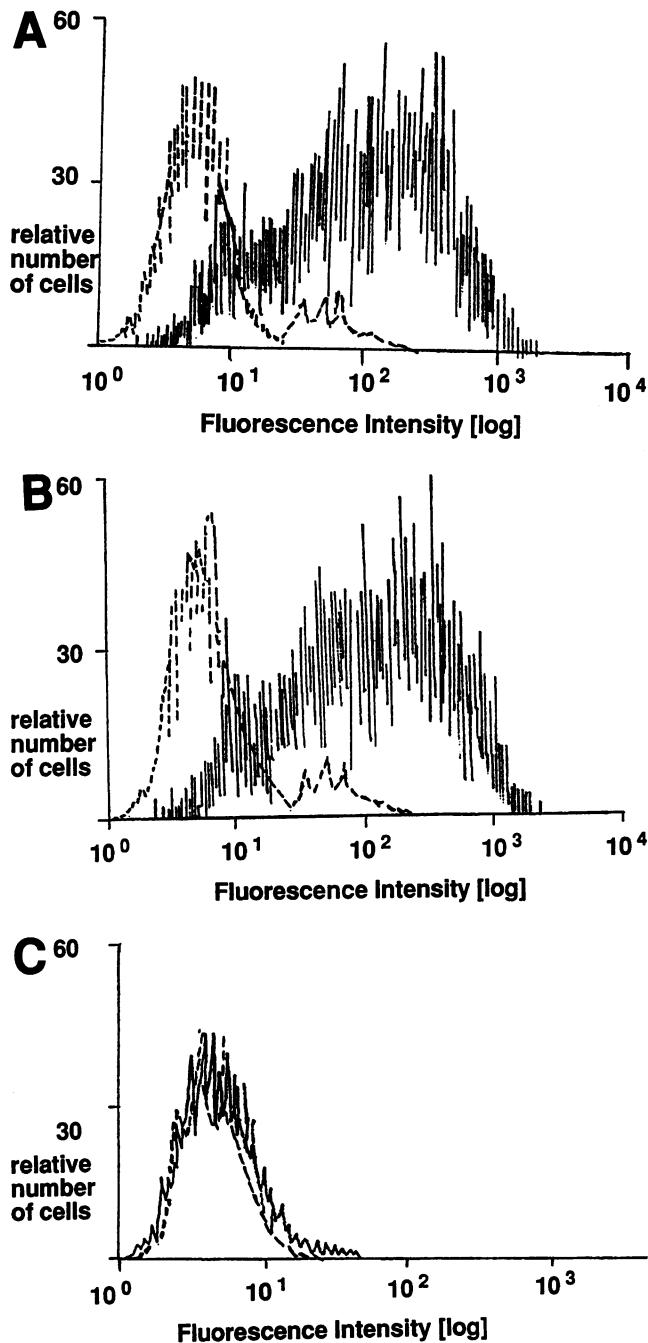 A
60
30
relative
number
of cells
10^0 10^1 10^2 10^3 10^4
Fluorescence Intensity [log]
B
60
30
relative
number
of cells
10^0 10^1 10^2 10^3 10^4
Fluorescence Intensity [log]
C
60
30
relative
number
of cells
10^0 10^1 10^2 10^3
Fluorescence Intensity [log]